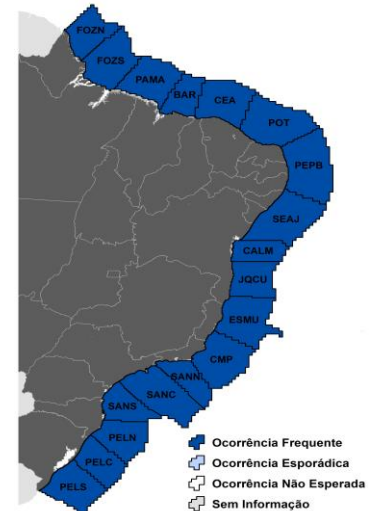 FOZN
FOZS
PAMA
BAR
CEA
POT
PEPB
SEAJ
CALM
JQCU
ESMU
CMP
SANN
SANC
SANS
PELN
PELC
PELS
Ocorrência Frequente
Ocorrência Esporádica
Ocorrência Não Esperada
Sem Informação